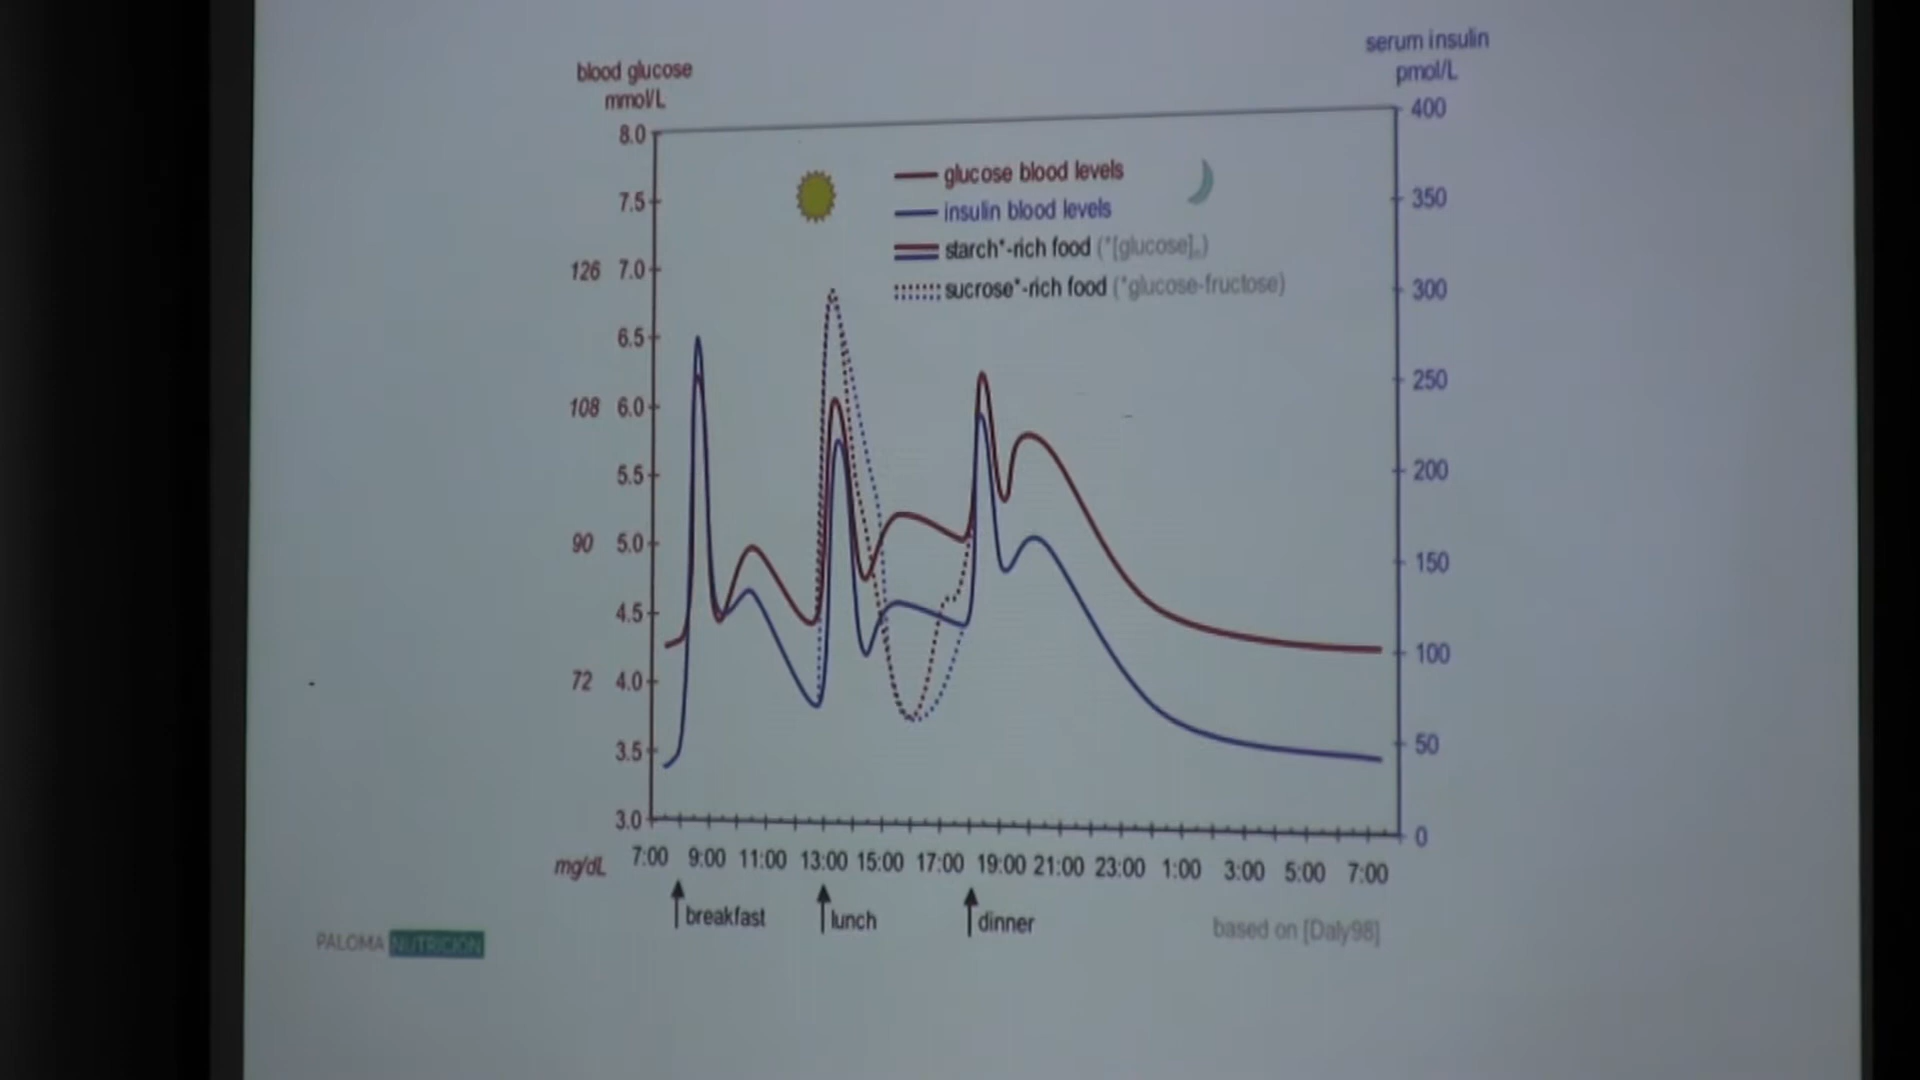 blood glucose
mmol/L
serum insulin
pmol/L
8.0
7.5
126 7.0
6.5
108 6.0
5.5
90 5.0
4.5
72 4.0
3.5
3.0
400
350
300
250
200
150
100
50
0
glucose blood levels
insulin blood levels
starch*-rich food (*[glucose]ₙ)
sucrose*-rich food (*glucose-fructose)
mg/dL
7:00 9:00 11:00 13:00 15:00 17:00 19:00 21:00 23:00 1:00 3:00 5:00 7:00
breakfast
lunch
dinner
based on [Daly98]
PALOMA NUTRICIÓN